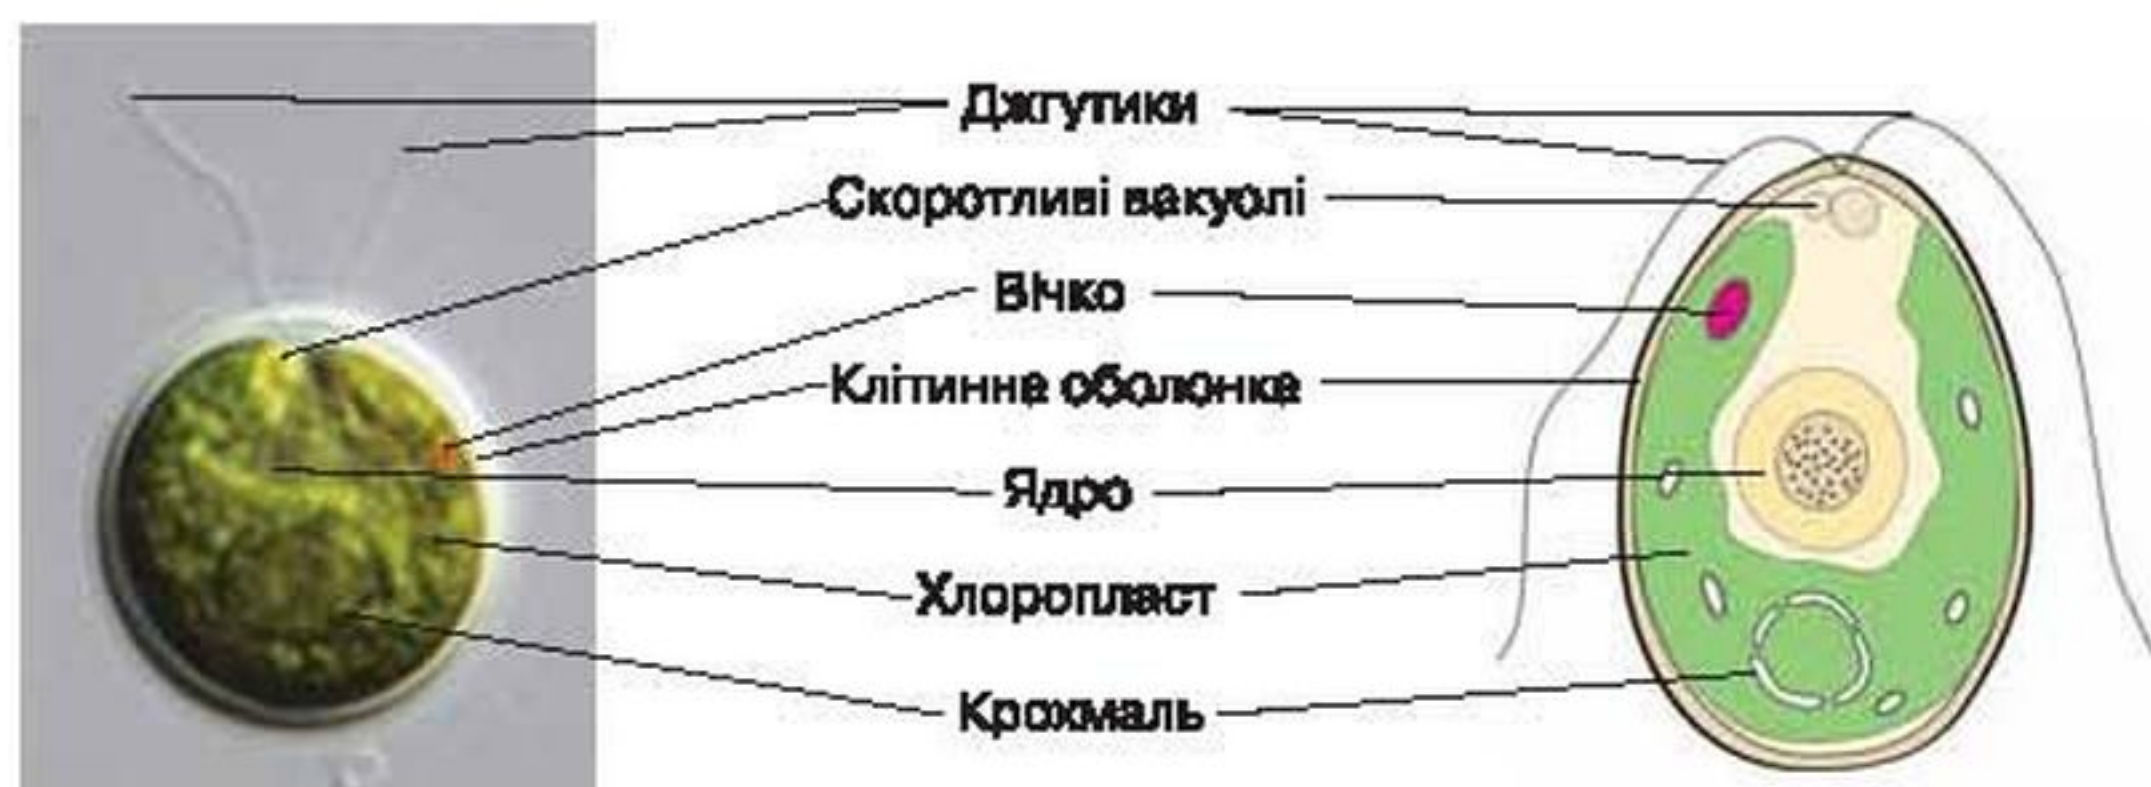 Джгутики
Скоротливі вакуолі
Вічко
Клітинна оболонка
Ядро
Хлоропласт
Крохмаль